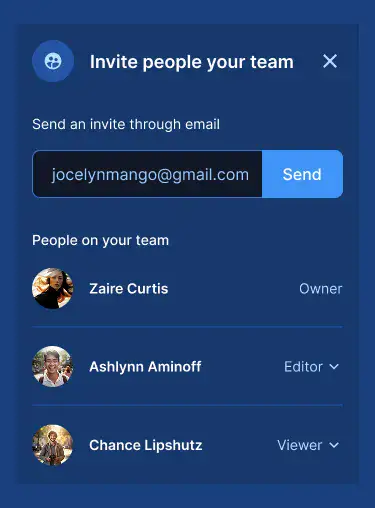 Invite people your team
Send an invite through email
jocelynmango@gmail.com Send
People on your team
Zaire Curtis Owner
Ashlynn Aminoff Editor
Chance Lipshutz Viewer